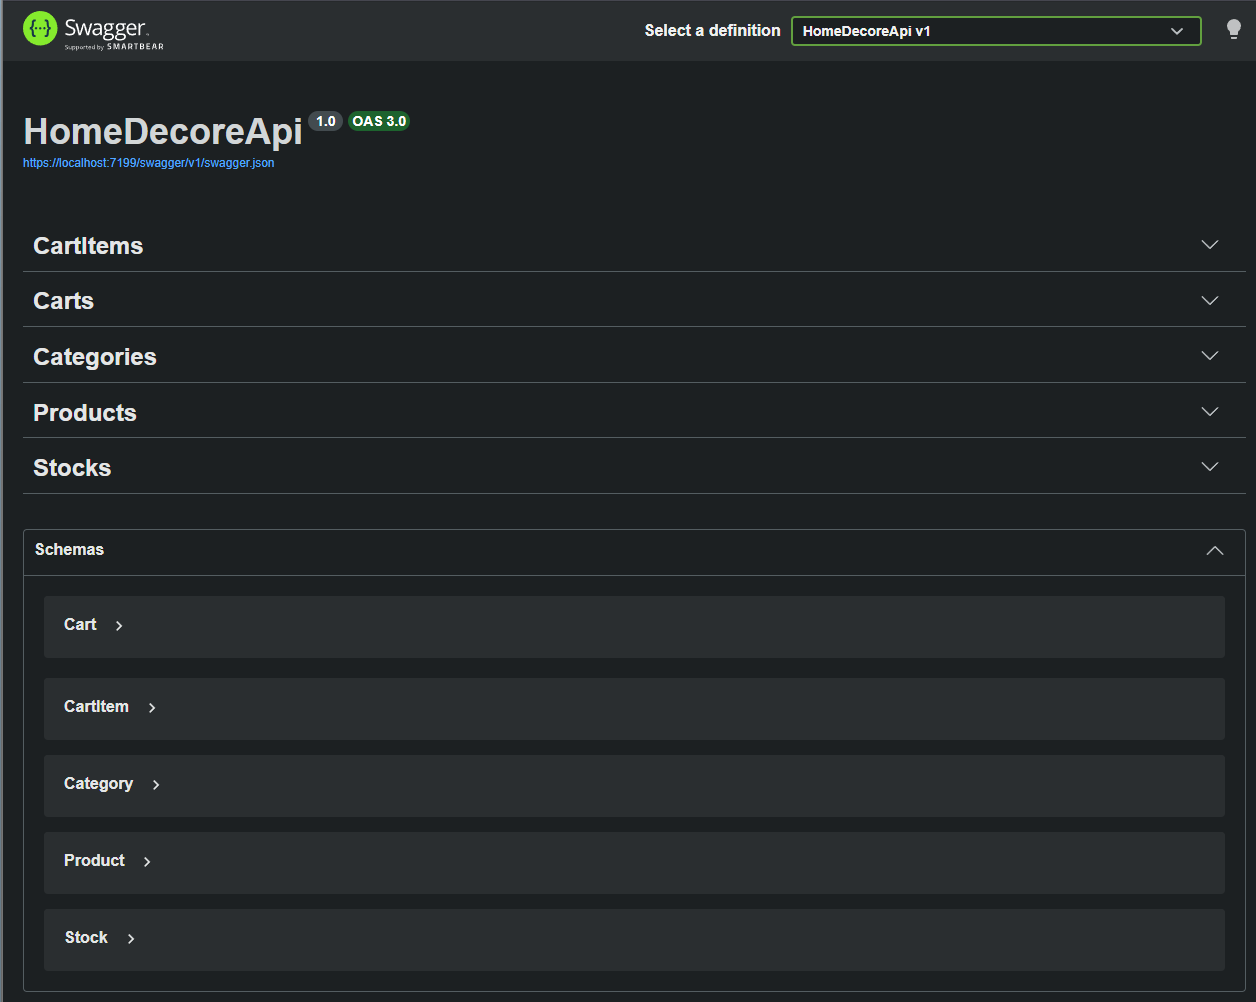 Swagger.
Supported by SMARTBEAR
Select a definition
HomeDecoreApi v1
HomeDecoreApi 1.0 OAS 3.0
https://localhost:7199/swagger/v1/swagger.json
CartItems
Carts
Categories
Products
Stocks
Schemas
Cart
CartItem
Category
Product
Stock